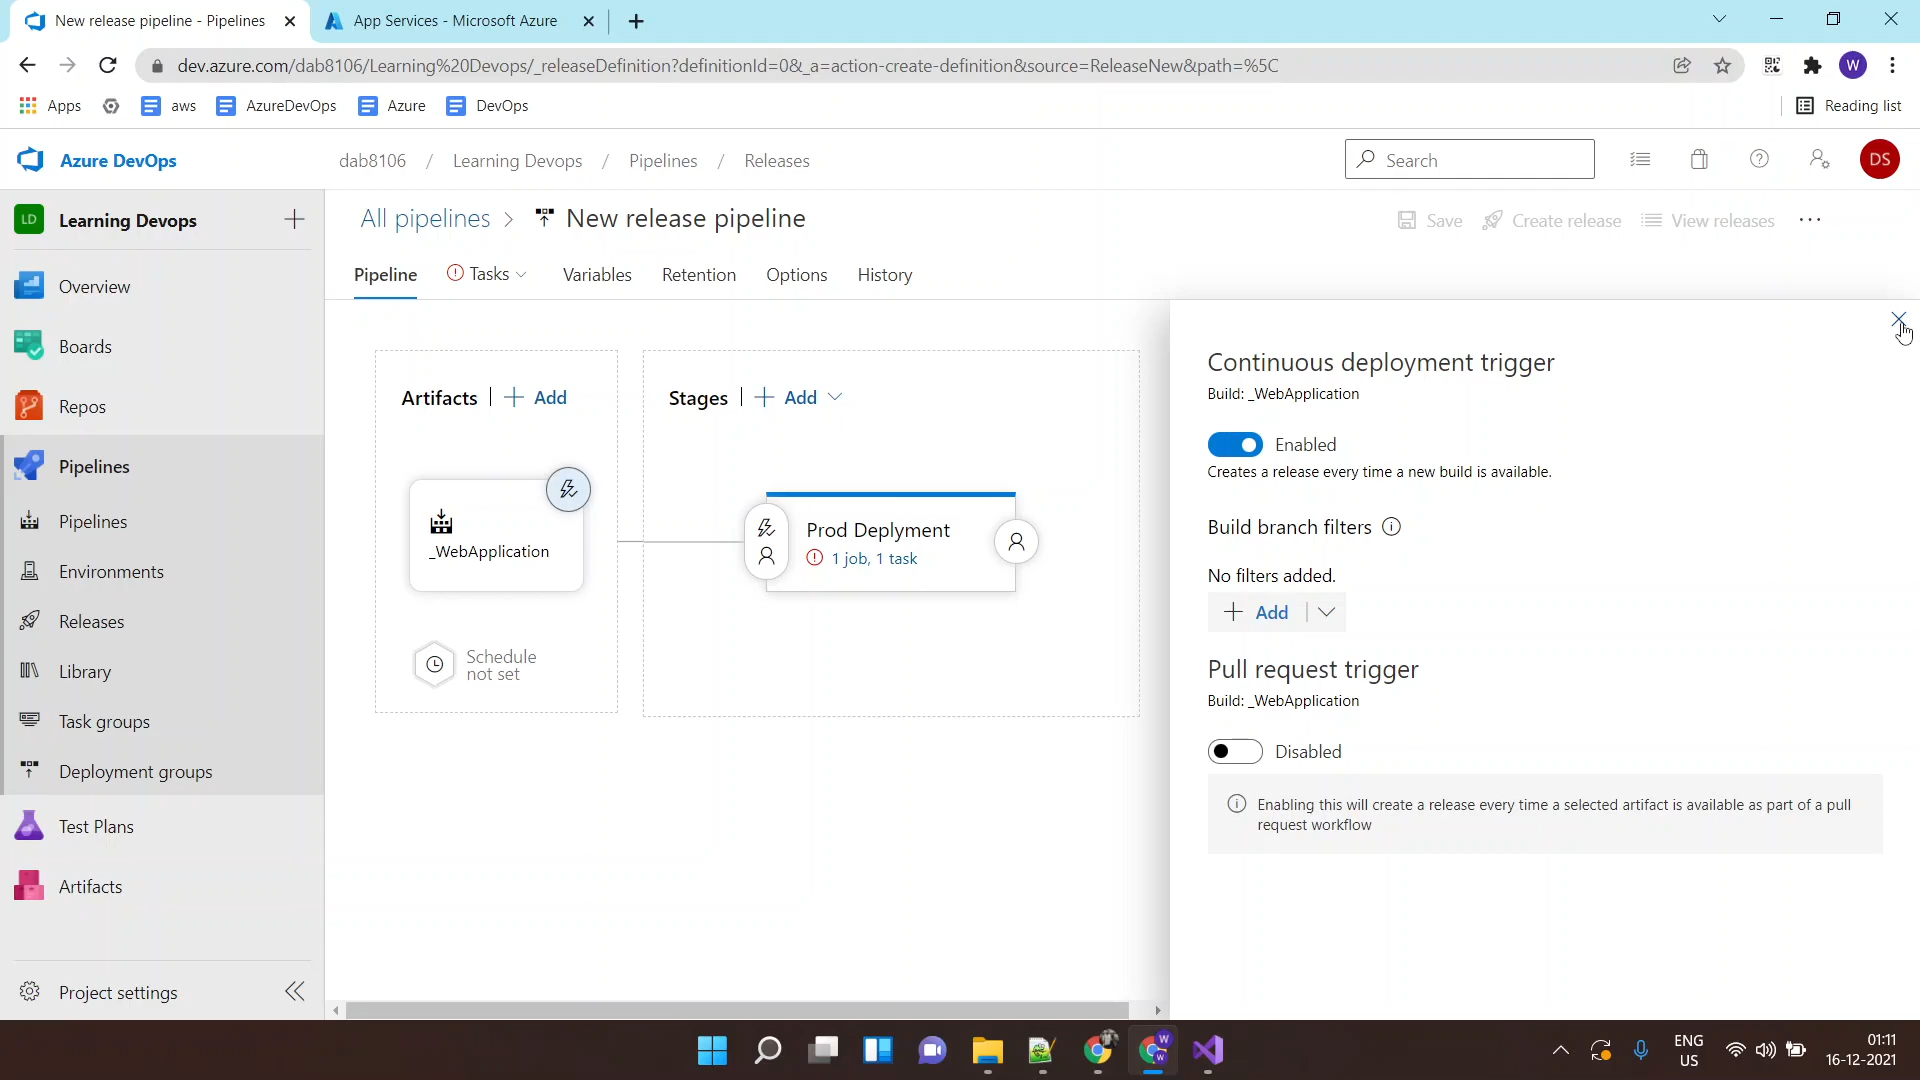 New release pipeline - Pipelines
App Services - Microsoft Azure
dev.azure.com/dab8106/Learning%20Devops/_releaseDefinition?definitionId=0&_a=action-create-definition&source=ReleaseNew&path=%5C
W
Apps
aws
AzureDevOps
Azure
DevOps
Reading list
Azure DevOps
dab8106 / Learning Devops / Pipelines / Releases
Search
DS
LD Learning Devops
All pipelines > New release pipeline
Save
Create release
View releases
Pipeline
Tasks
Variables
Retention
Options
History
Overview
Boards
Repos
Pipelines
Pipelines
Environments
Releases
Library
Task groups
Deployment groups
Test Plans
Artifacts
Project settings
Artifacts | + Add
_WebApplication
Schedule
not set
Stages | + Add
Prod Deplyment
1 job, 1 task
Continuous deployment trigger
Build: _WebApplication
Enabled
Creates a release every time a new build is available.
Build branch filters
No filters added.
+ Add
Pull request trigger
Build: _WebApplication
Disabled
Enabling this will create a release every time a selected artifact is available as part of a pull
request workflow
ENG
US
01:11
16-12-2021